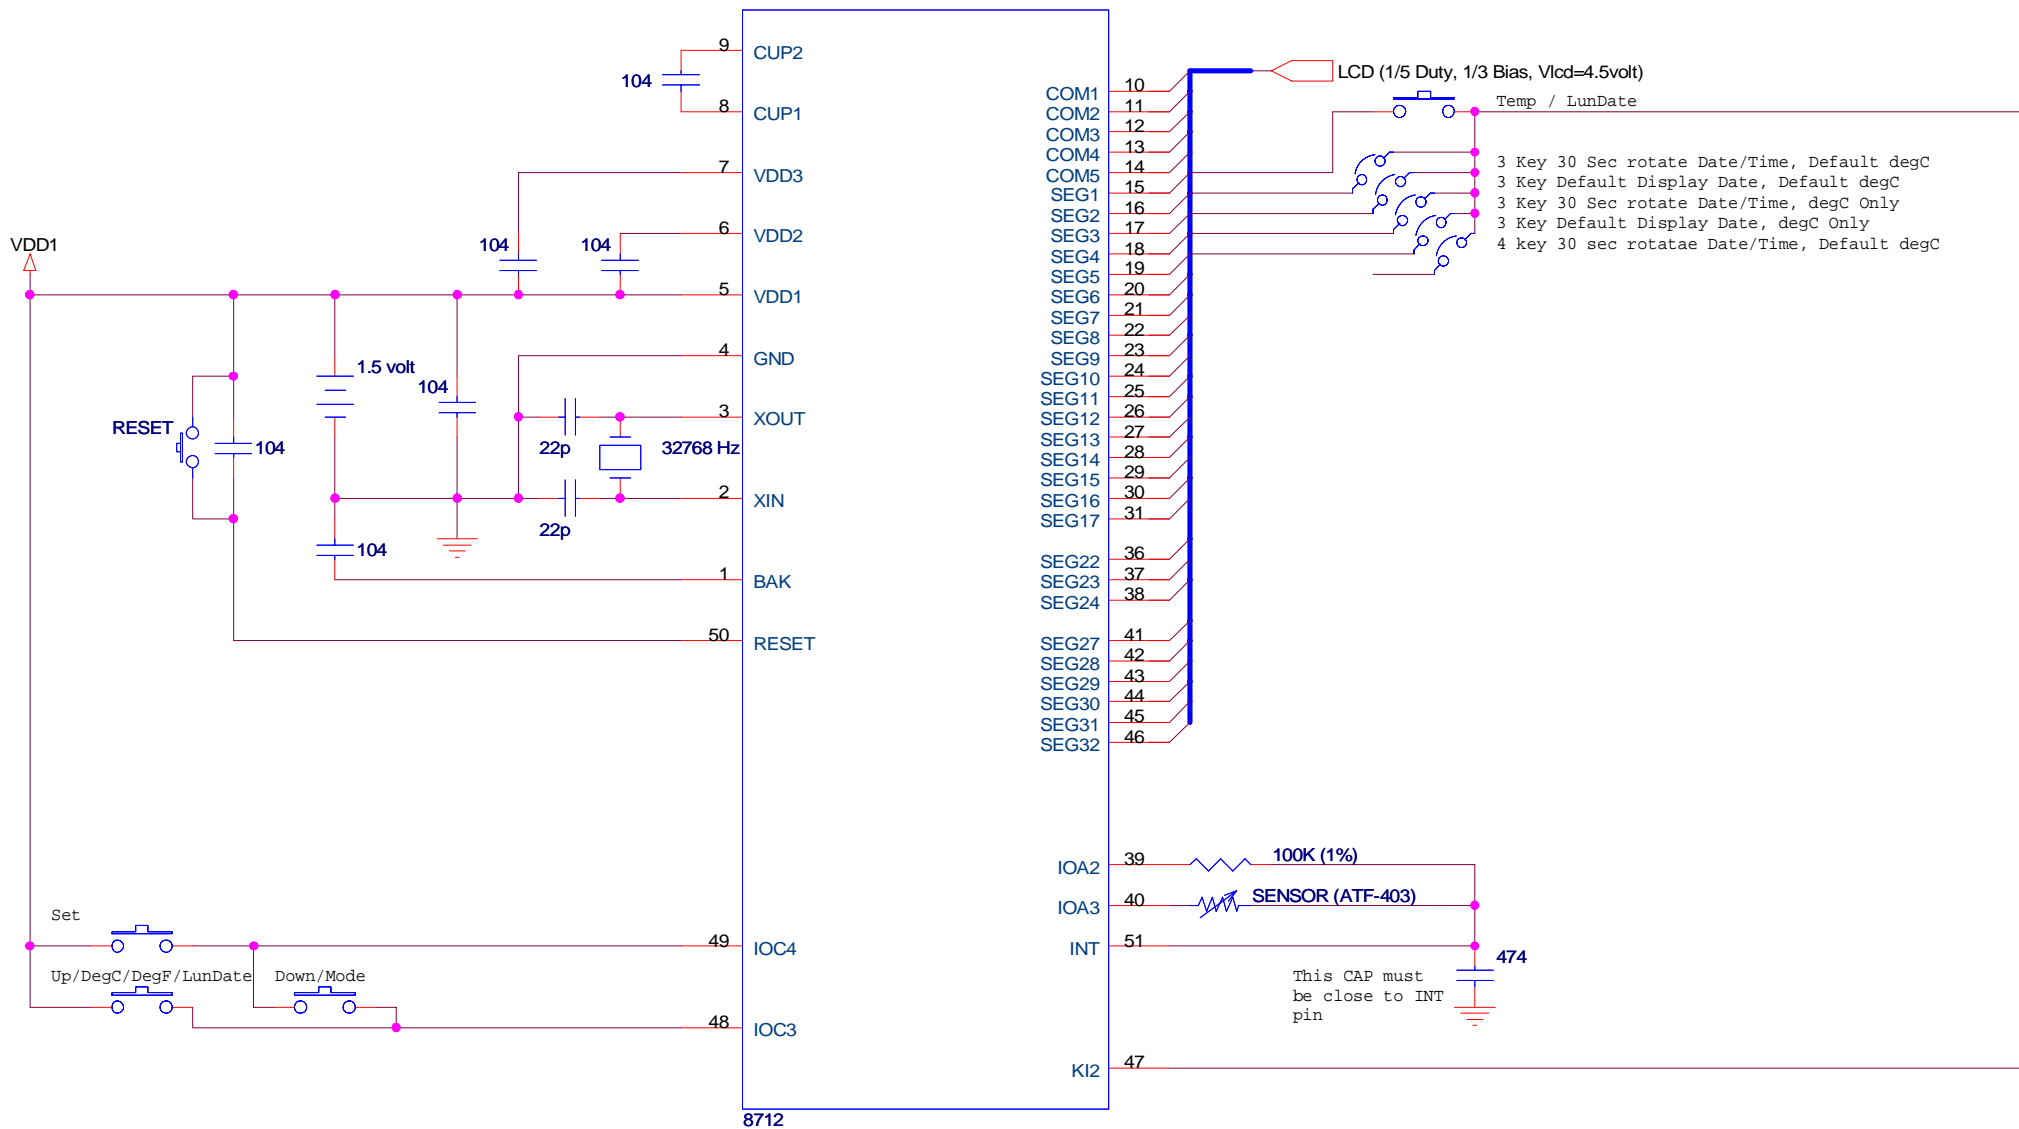 9 CUP2
104
8 CUP1
7 VDD3
104
104
6 VDD2
VDD1
5 VDD1
4 GND
1.5 volt
104
3 XOUT
RESET
104
22p
32768 Hz
2 XIN
22p
104
1 BAK
50 RESET
Set
49 IOC4
Up/DegC/DegF/LunDate
Down/Mode
48 IOC3
8712
LCD (1/5 Duty, 1/3 Bias, Vlcd=4.5volt)
COM1 10
COM2 11
COM3 12
COM4 13
COM5 14
SEG1 15
SEG2 16
SEG3 17
SEG4 18
SEG5 19
SEG6 20
SEG7 21
SEG8 22
SEG9 23
SEG10 24
SEG11 25
SEG12 26
SEG13 27
SEG14 28
SEG15 29
SEG16 30
SEG17 31
SEG22 36
SEG23 37
SEG24 38
SEG27 41
SEG28 42
SEG29 43
SEG30 44
SEG31 45
SEG32 46
Temp / LunDate
3 Key 30 Sec rotate Date/Time, Default degC
3 Key Default Display Date, Default degC
3 Key 30 Sec rotate Date/Time, degC Only
3 Key Default Display Date, degC Only
4 key 30 sec rotatae Date/Time, Default degC
IOA2 39
100K (1%)
IOA3 40
SENSOR (ATF-403)
INT 51
474
This CAP must
be close to INT
pin
KI2 47